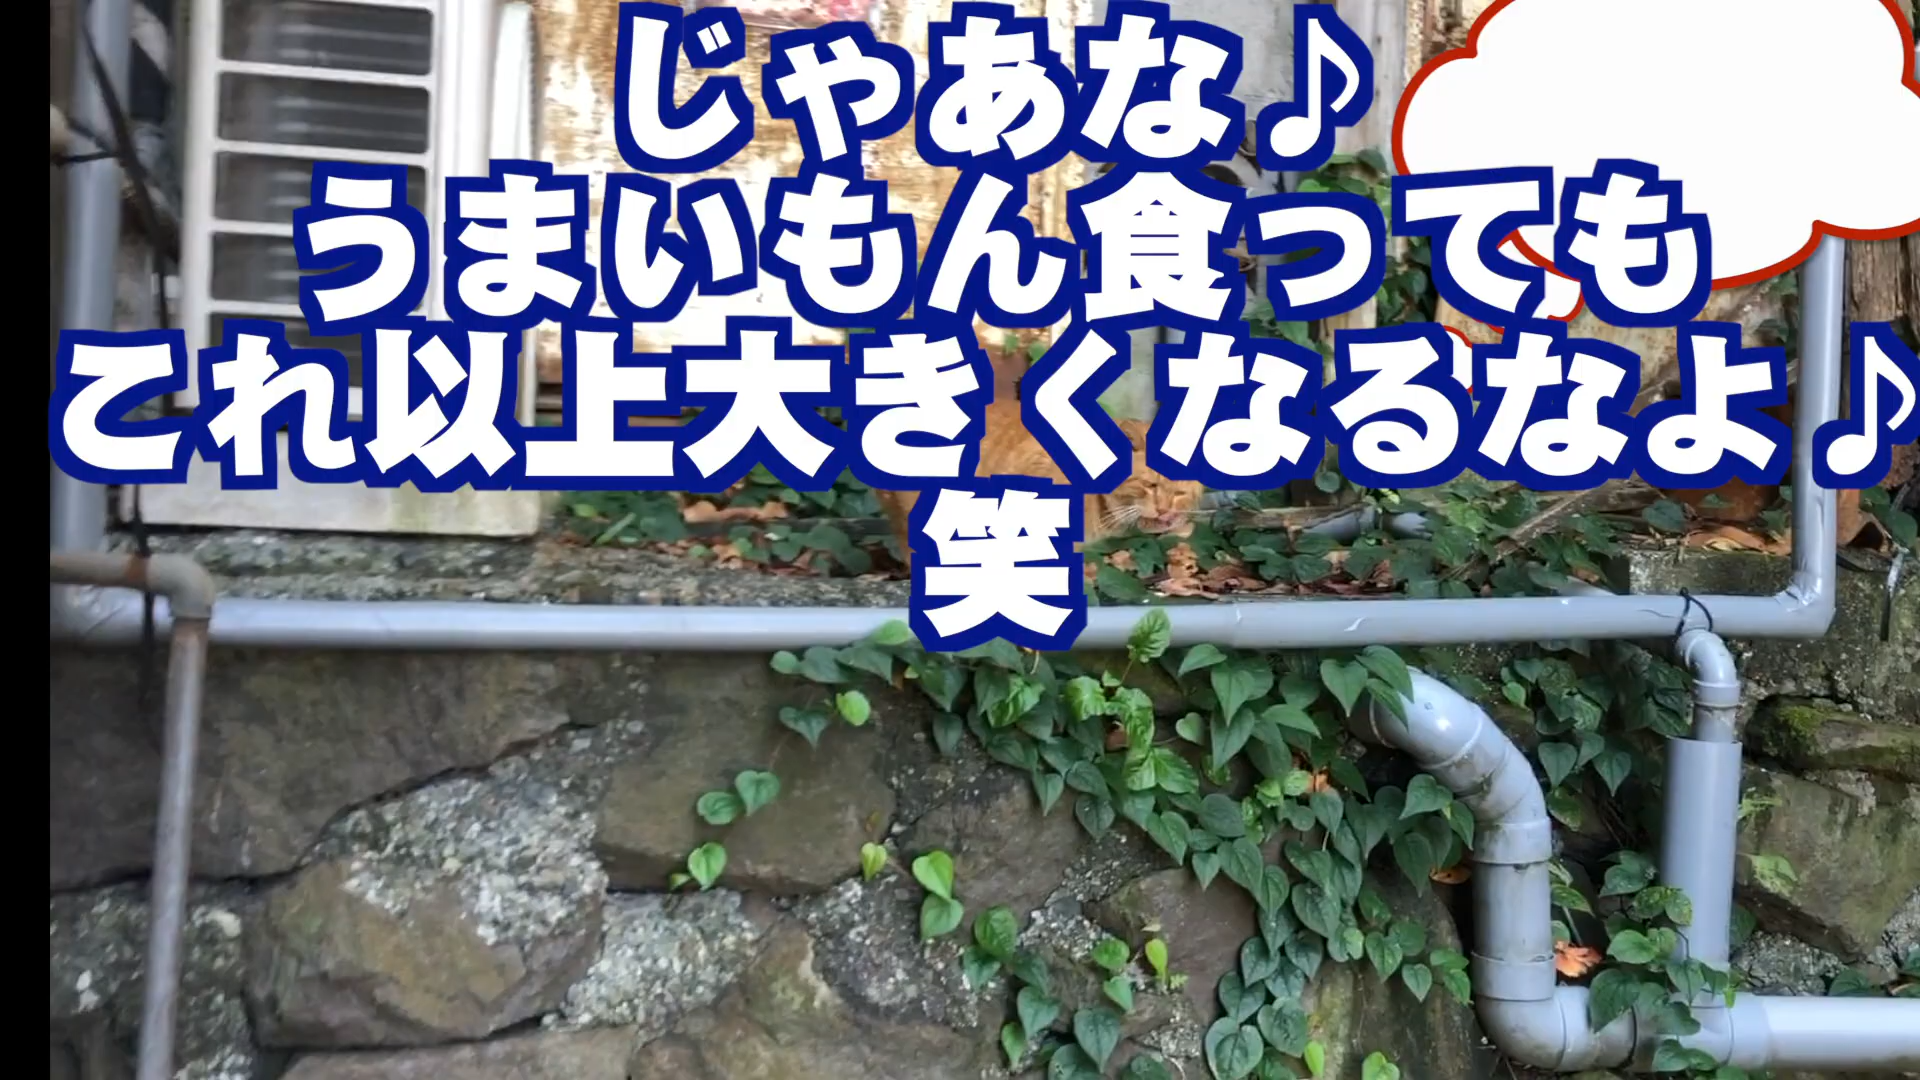 じゃあな♪
うまいもん食っても
これ以上大きくなるなよ♪
笑